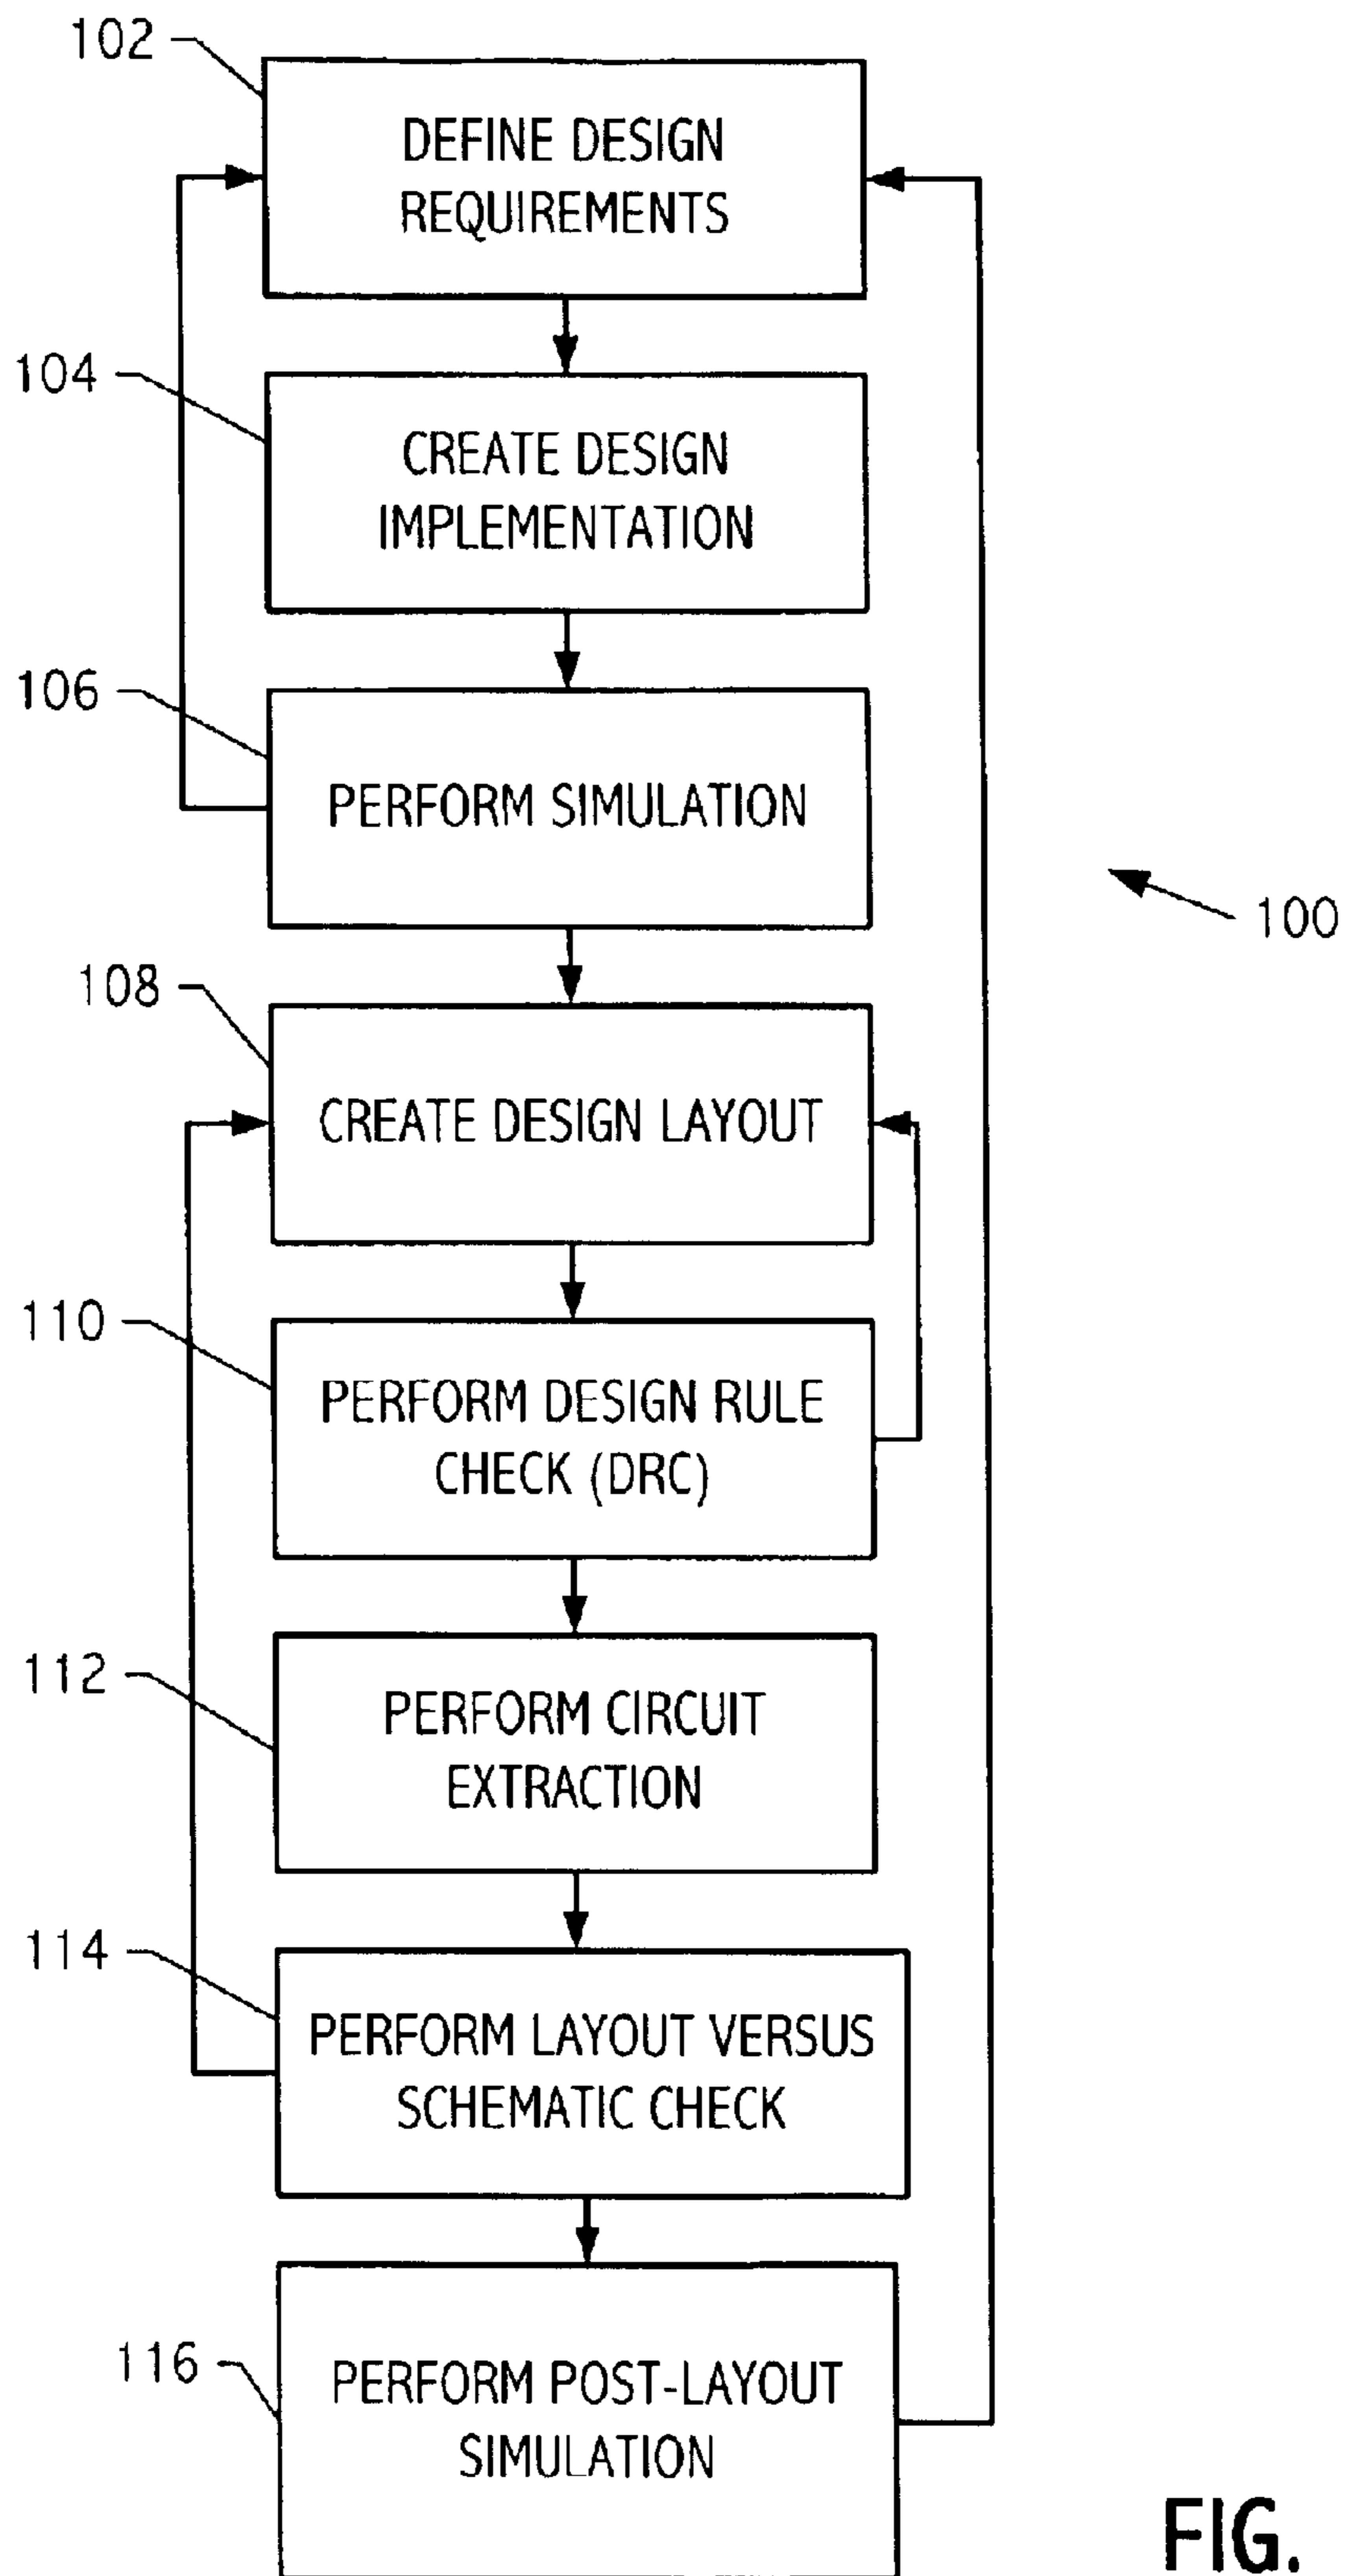 102
DEFINE DESIGN
REQUIREMENTS
104
CREATE DESIGN
IMPLEMENTATION
106
PERFORM SIMULATION
100
108
CREATE DESIGN LAYOUT
110
PERFORM DESIGN RULE
CHECK (DRC)
112
PERFORM CIRCUIT
EXTRACTION
114
PERFORM LAYOUT VERSUS
SCHEMATIC CHECK
116
PERFORM POST-LAYOUT
SIMULATION
FIG.